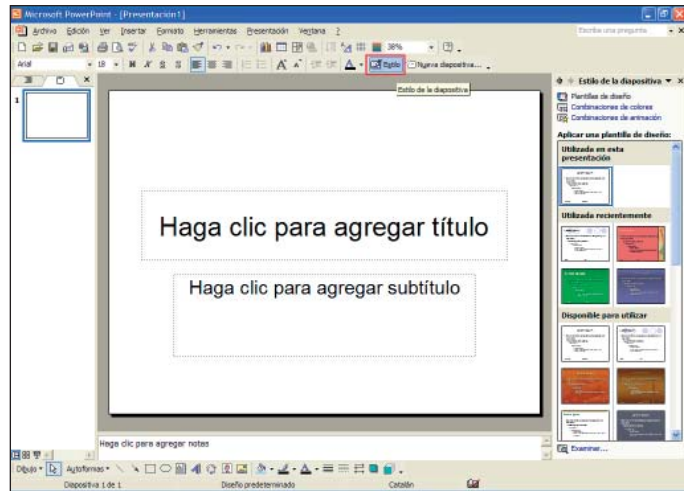 Microsoft PowerPoint - [Presentación1]
Archivo Edición Ver Insertar Formato Herramientas Presentación Ventana ? Escriba una pregunta
38%
Arial 18 N K S S A A A Estilo Nueva diapositiva...
Estilo de la diapositiva
1
Haga clic para agregar título
Haga clic para agregar subtítulo
Estilo de la diapositiva
Plantillas de diseño
Combinaciones de colores
Combinaciones de animación
Aplicar una plantilla de diseño:
Utilizada en esta
presentación
Utilizada recientemente
Disponible para utilizar
Examinar...
Haga clic para agregar notas
Dibujo Autoformas
Diapositiva 1 de 1 Diseño predeterminado Catalán